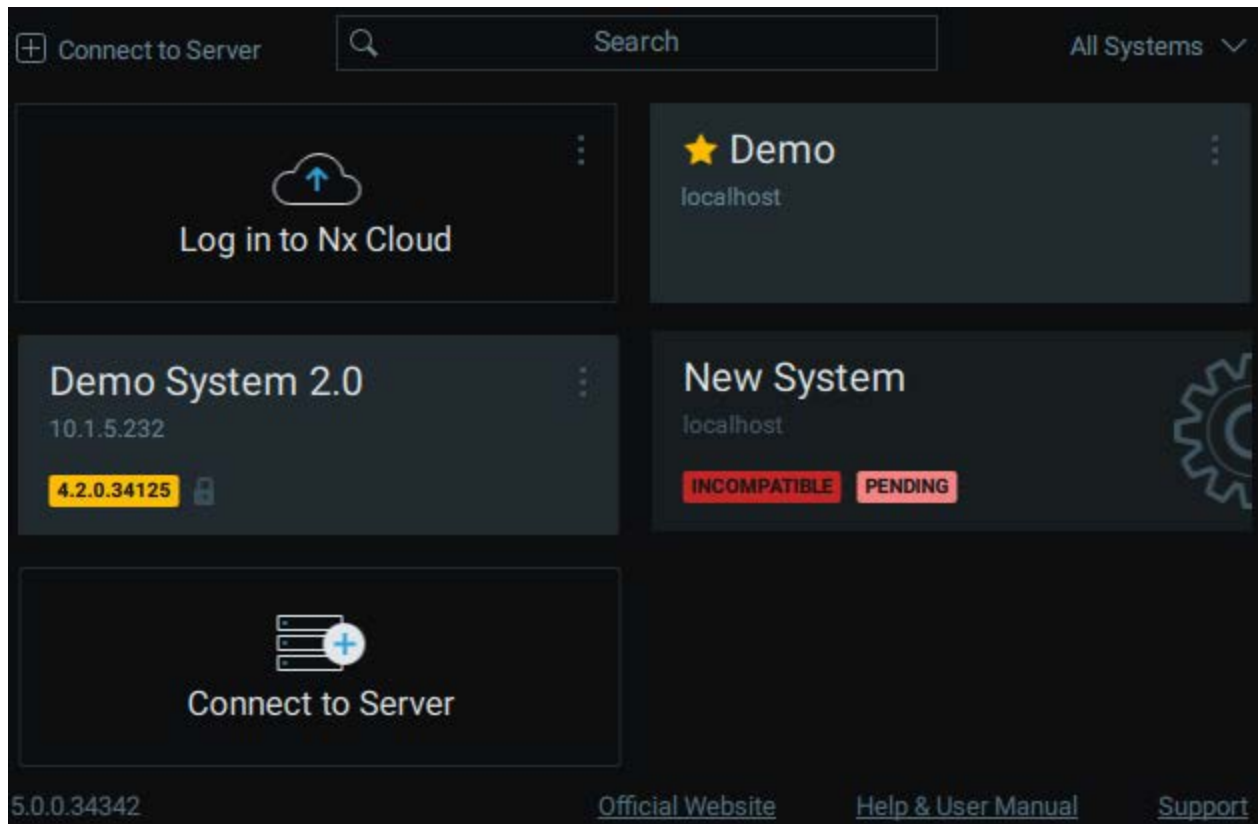 Connect to Server
Search
All Systems
Log in to Nx Cloud
Demo
localhost
Demo System 2.0
10.1.5.232
4.2.0.34125
New System
localhost
INCOMPATIBLE PENDING
Connect to Server
5.0.0.34342
Official Website
Help & User Manual
Support